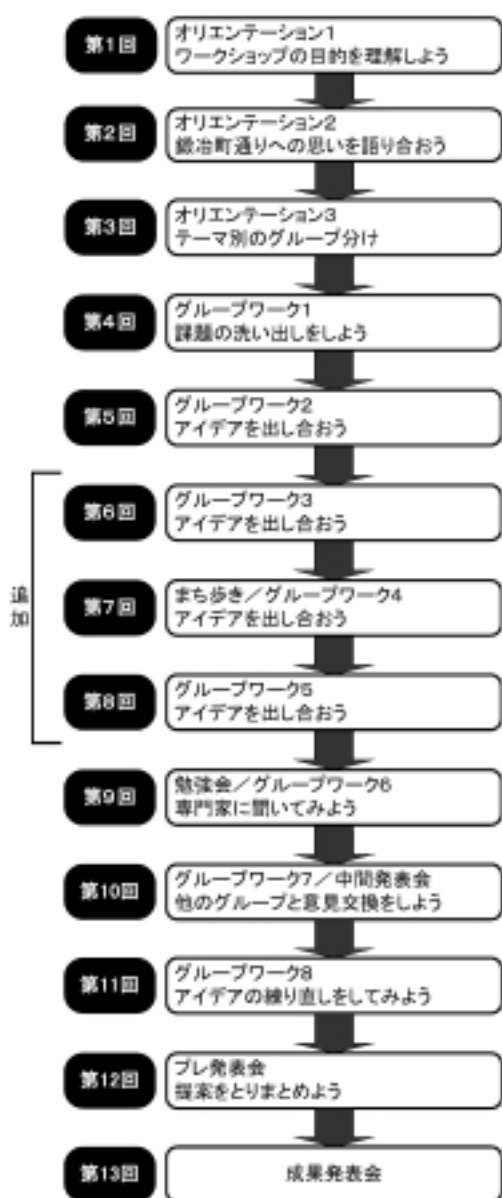 第1回
オリエンテーション1
ワークショップの目的を理解しよう
第2回
オリエンテーション2
鍛冶町通りへの思いを語り合おう
第3回
オリエンテーション3
テーマ別のグループ分け
第4回
グループワーク1
課題の洗い出しをしよう
第5回
グループワーク2
アイデアを出し合おう
追加
第6回
グループワーク3
アイデアを出し合おう
第7回
まち歩き／グループワーク4
アイデアを出し合おう
第8回
グループワーク5
アイデアを出し合おう
第9回
勉強会／グループワーク6
専門家に聞いてみよう
第10回
グループワーク7／中間発表会
他のグループと意見交換をしよう
第11回
グループワーク8
アイデアの練り直しをしてみよう
第12回
プレ発表会
提案をとりまとめよう
第13回
成果発表会